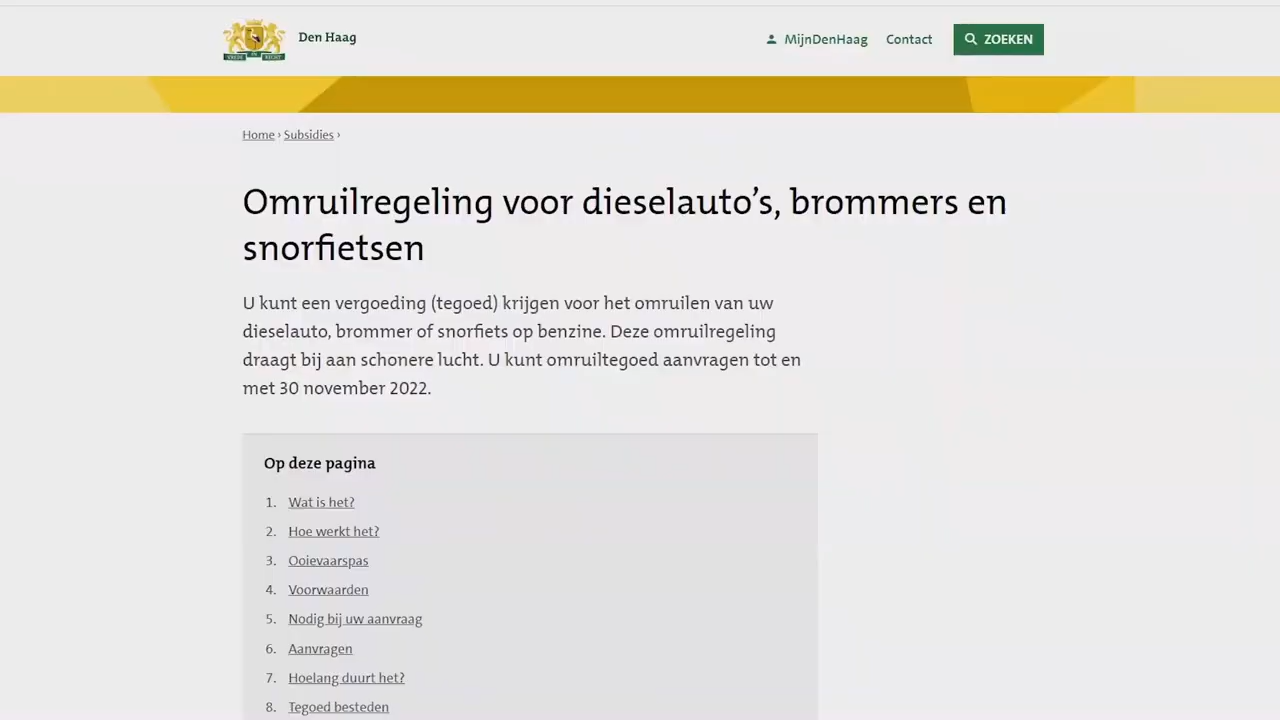 Den Haag
MijnDenHaag Contact ZOEKEN
VREDE EN RECHT
Home › Subsidies ›
Omruilregeling voor dieselauto’s, brommers en
snorfietsen
U kunt een vergoeding (tegoed) krijgen voor het omruilen van uw
dieselauto, brommer of snorfiets op benzine. Deze omruilregeling
draagt bij aan schonere lucht. U kunt omruiltegoed aanvragen tot en
met 30 november 2022.
Op deze pagina
1. Wat is het?
2. Hoe werkt het?
3. Ooievaarspas
4. Voorwaarden
5. Nodig bij uw aanvraag
6. Aanvragen
7. Hoelang duurt het?
8. Tegoed besteden